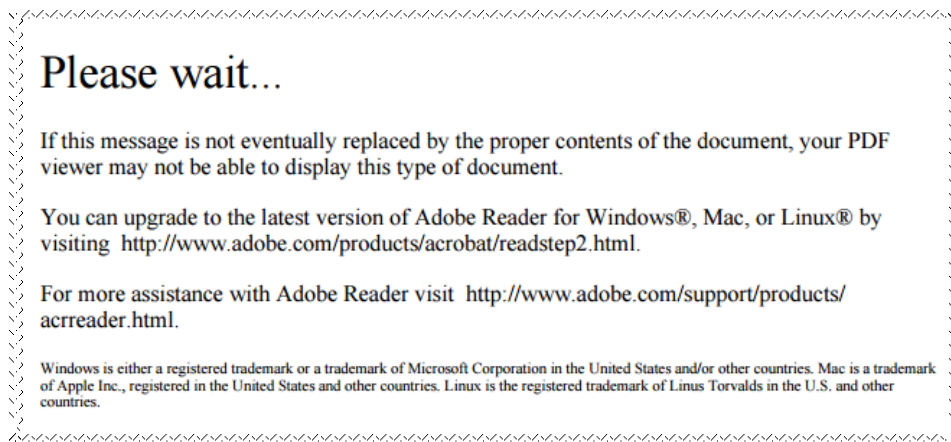 Please wait...
If this message is not eventually replaced by the proper contents of the document, your PDF
viewer may not be able to display this type of document.
You can upgrade to the latest version of Adobe Reader for Windows®, Mac, or Linux® by
visiting  http://www.adobe.com/products/acrobat/readstep2.html.
For more assistance with Adobe Reader visit  http://www.adobe.com/support/products/
acrreader.html.
Windows is either a registered trademark or a trademark of Microsoft Corporation in the United States and/or other countries. Mac is a trademark
of Apple Inc., registered in the United States and other countries. Linux is the registered trademark of Linus Torvalds in the U.S. and other
countries.